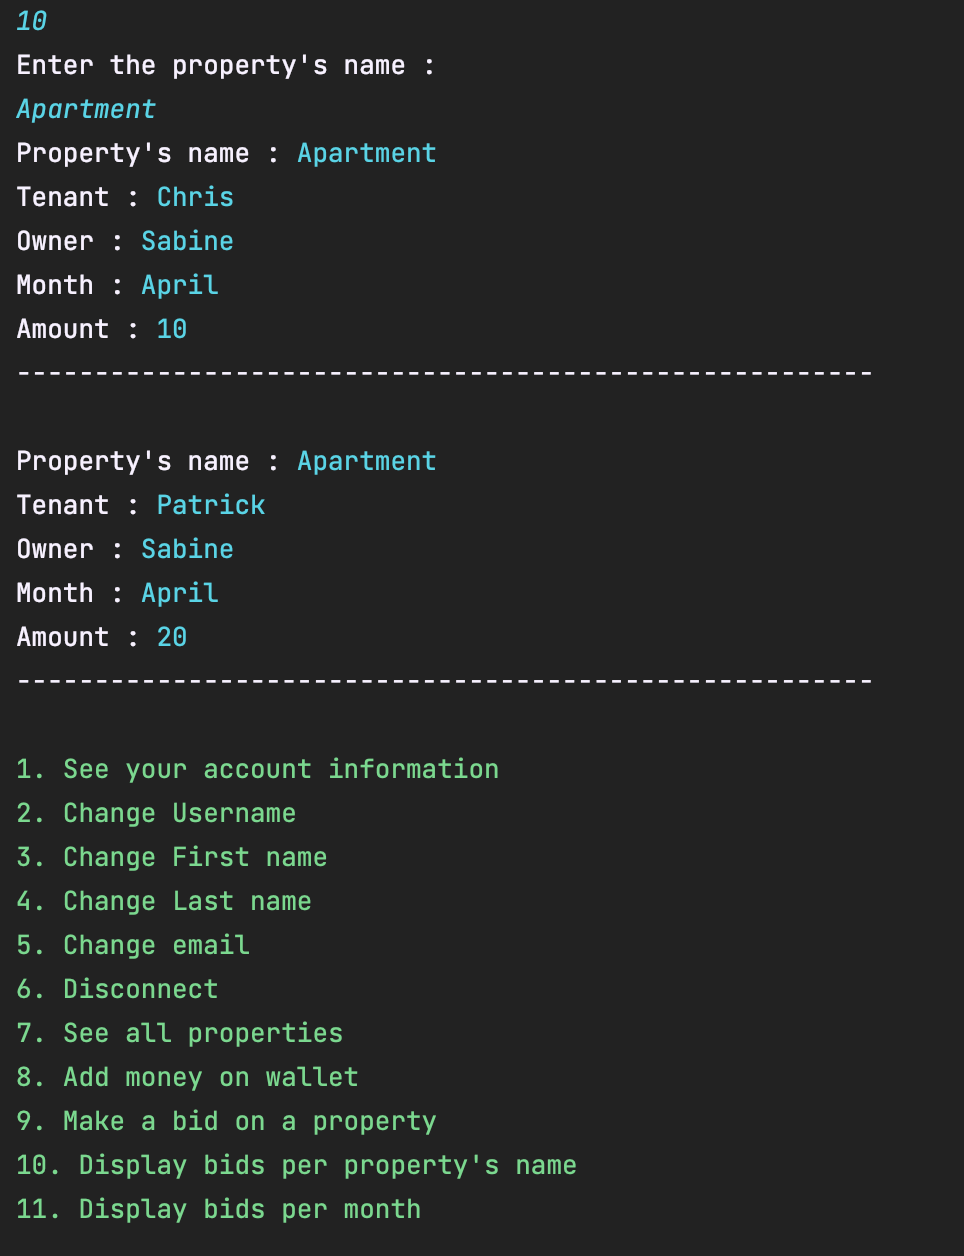 10
Enter the property's name :
Apartment
Property's name : Apartment
Tenant : Chris
Owner : Sabine
Month : April
Amount : 10
-------------------------------------------------------

Property's name : Apartment
Tenant : Patrick
Owner : Sabine
Month : April
Amount : 20
-------------------------------------------------------

1. See your account information
2. Change Username
3. Change First name
4. Change Last name
5. Change email
6. Disconnect
7. See all properties
8. Add money on wallet
9. Make a bid on a property
10. Display bids per property's name
11. Display bids per month